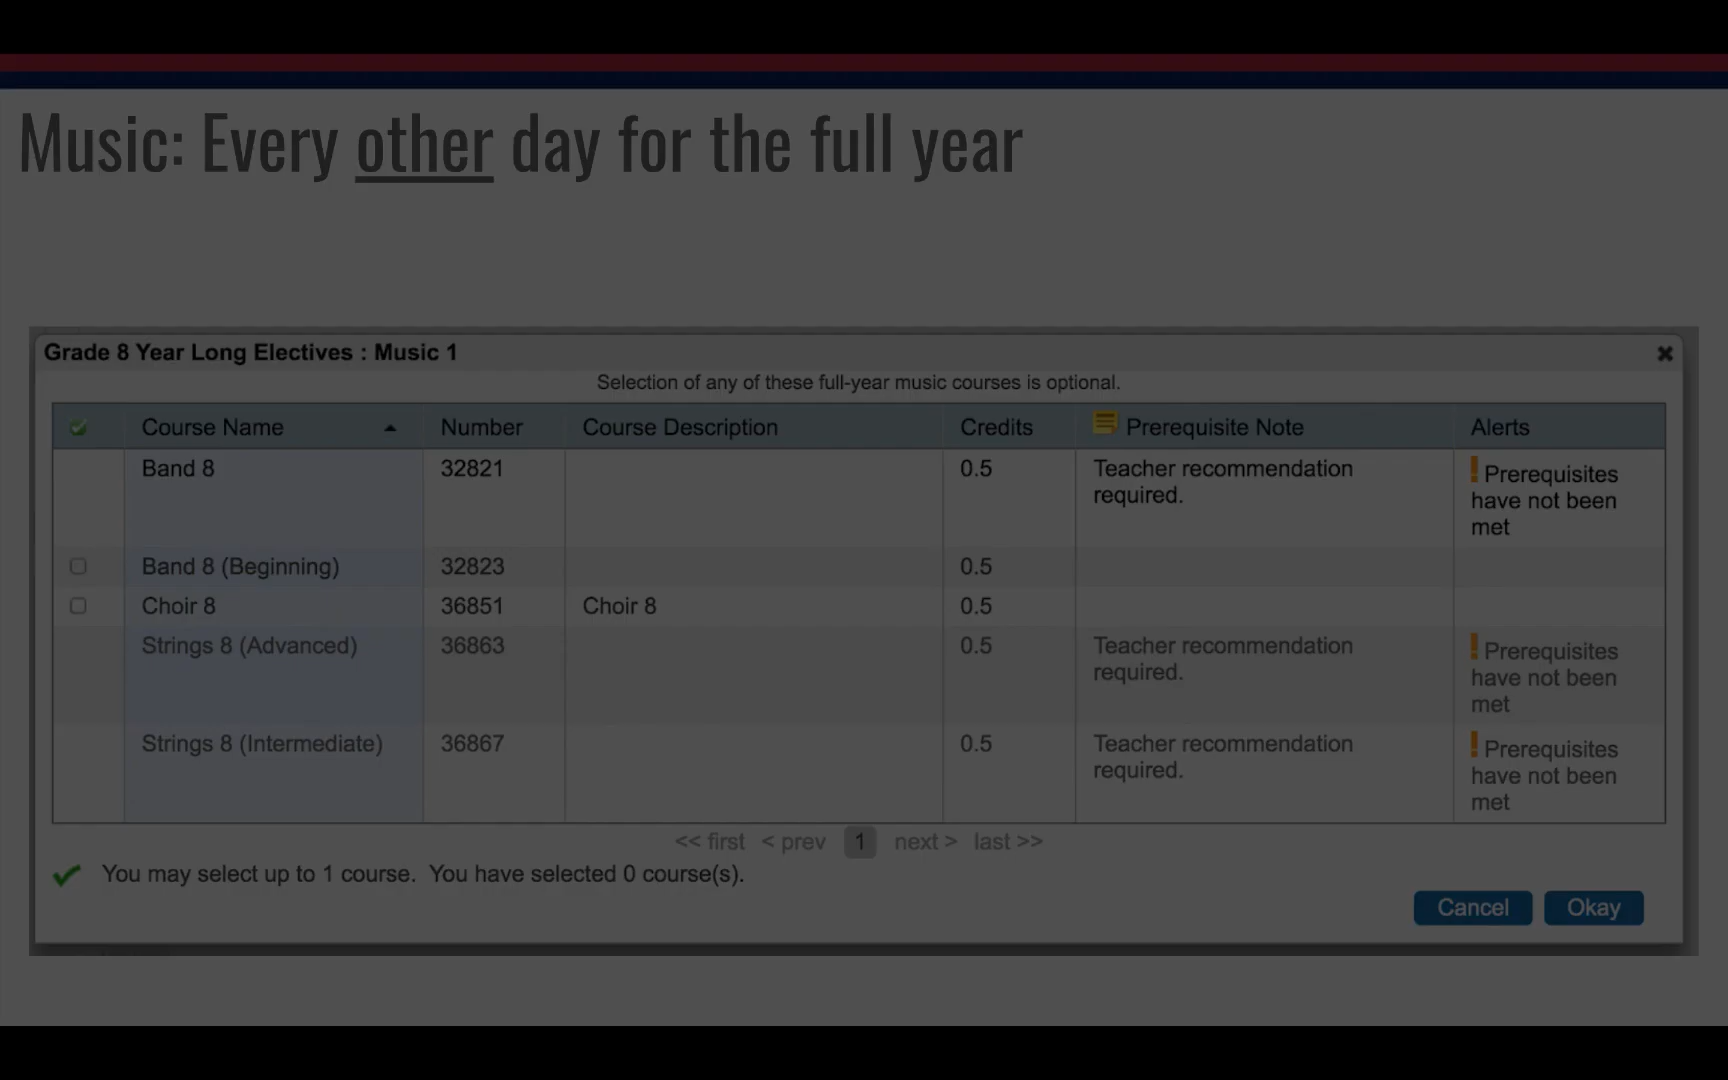 Music: Every other day for the full year
Grade 8 Year Long Electives : Music 1
Selection of any of these full-year music courses is optional.
Course Name Number Course Description Credits Prerequisite Note Alerts
Band 8 32821 0.5 Teacher recommendation required. ! Prerequisites have not been met
Band 8 (Beginning) 32823 0.5
Choir 8 36851 Choir 8 0.5
Strings 8 (Advanced) 36863 0.5 Teacher recommendation required. ! Prerequisites have not been met
Strings 8 (Intermediate) 36867 0.5 Teacher recommendation required. ! Prerequisites have not been met
<< first < prev 1 next > last >>
You may select up to 1 course. You have selected 0 course(s).
Cancel Okay